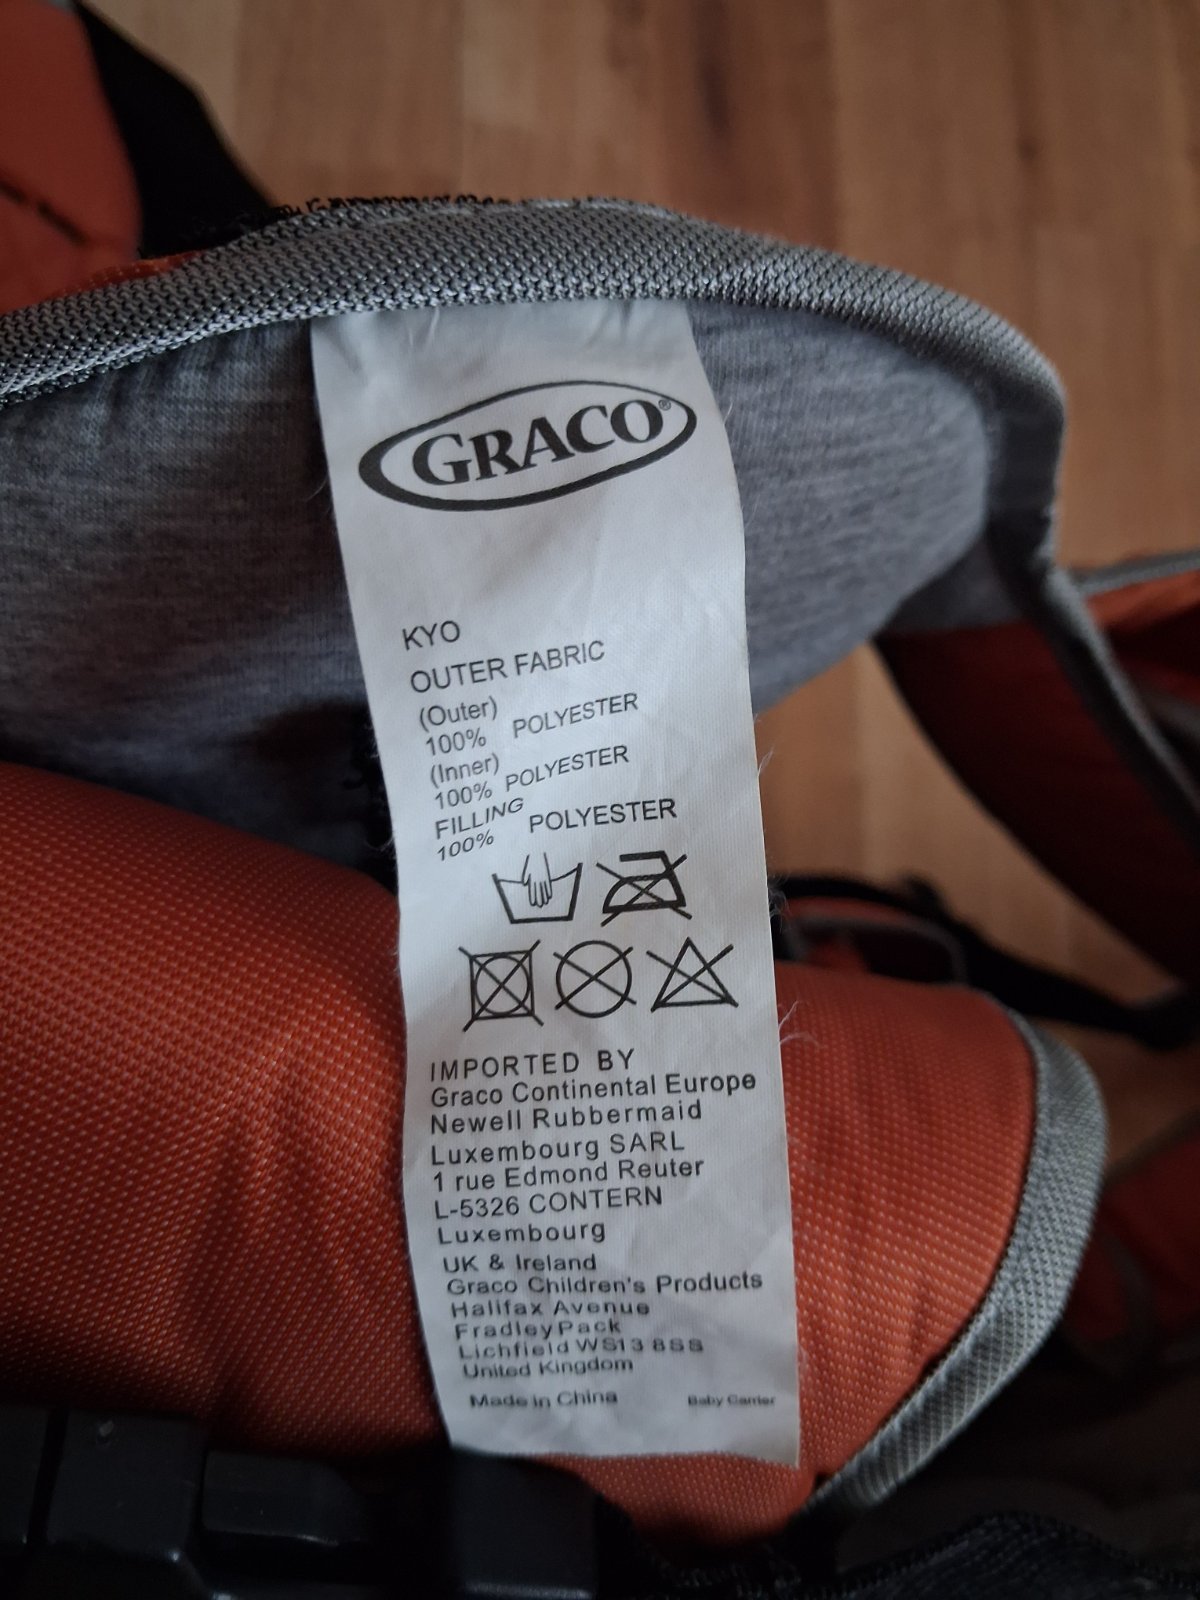 GRACO®
KYO
OUTER FABRIC
(Outer)
100% POLYESTER
(Inner)
100% POLYESTER
FILLING
100% POLYESTER
IMPORTED BY
Graco Continental Europe
Newell Rubbermaid
Luxembourg SARL
1 rue Edmond Reuter
L-5326 CONTERN
Luxembourg
UK & Ireland
Graco Children's Products
Halifax Avenue
Fradley Pack
Lichfield WS13 8SS
United Kingdom
Made in China Baby Carrier